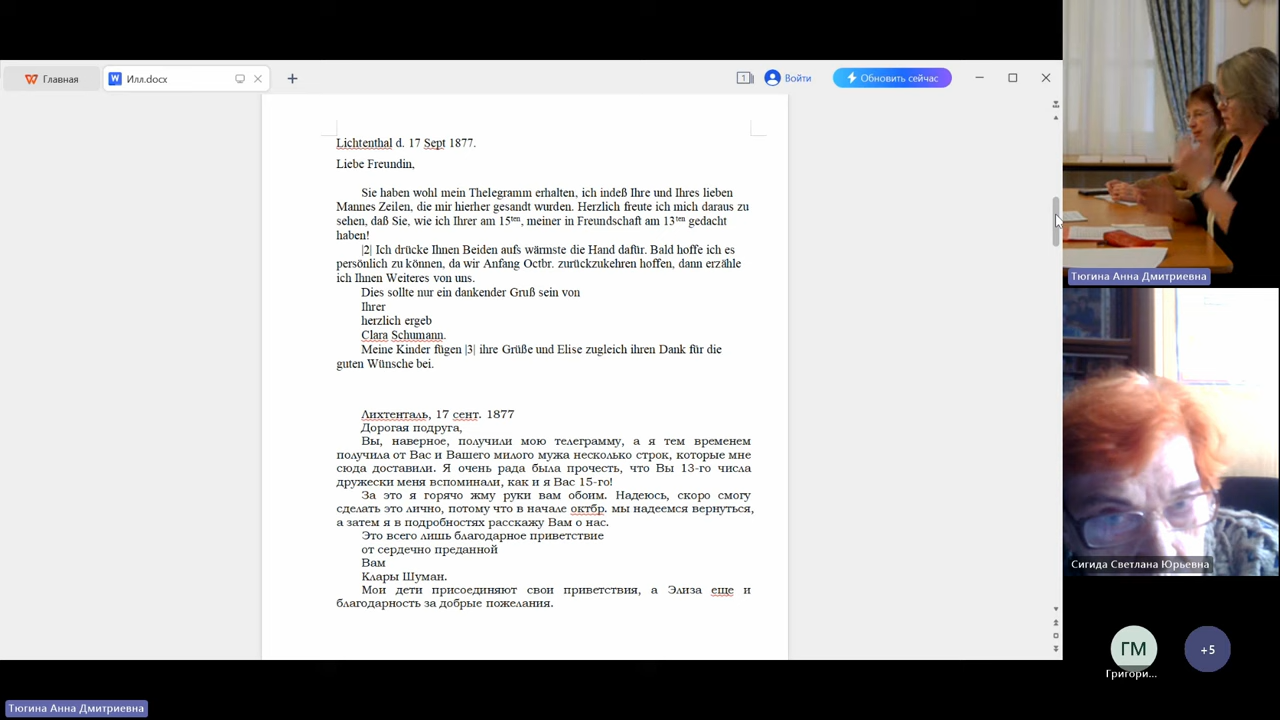 Главная
Илл.docx
1
Войти
Обновить сейчас
Lichtenthal d. 17 Sept 1877.
Liebe Freundin,
Sie haben wohl mein Thelegramm erhalten, ich indeß Ihre und Ihres lieben
Mannes Zeilen, die mir hierher gesandt wurden. Herzlich freute ich mich daraus zu
sehen, daß Sie, wie ich Ihrer am 15ten, meiner in Freundschaft am 13ten gedacht
haben!
|2| Ich drücke Ihnen Beiden aufs wärmste die Hand dafür. Bald hoffe ich es
persönlich zu können, da wir Anfang Octbr. zurückzukehren hoffen, dann erzähle
ich Ihnen Weiteres von uns.
Dies sollte nur ein dankender Gruß sein von
Ihrer
herzlich ergeb
Clara Schumann.
Meine Kinder fügen |3| ihre Grüße und Elise zugleich ihren Dank für die
guten Wünsche bei.
Лихтенталь, 17 сент. 1877
Дорогая подруга,
Вы, наверное, получили мою телеграмму, а я тем временем
получила от Вас и Вашего милого мужа несколько строк, которые мне
сюда доставили. Я очень рада была прочесть, что Вы 13-го числа
дружески меня вспоминали, как и я Вас 15-го!
За это я горячо жму руки вам обоим. Надеюсь, скоро смогу
сделать это лично, потому что в начале октбр. мы надеемся вернуться,
а затем я в подробностях расскажу Вам о нас.
Это всего лишь благодарное приветствие
от сердечно преданной
Вам
Клары Шуман.
Мои дети присоединяют свои приветствия, а Элиза еще и
благодарность за добрые пожелания.
Тюгина Анна Дмитриевна
Сигида Светлана Юрьевна
ГМ
Григори...
+5
Тюгина Анна Дмитриевна